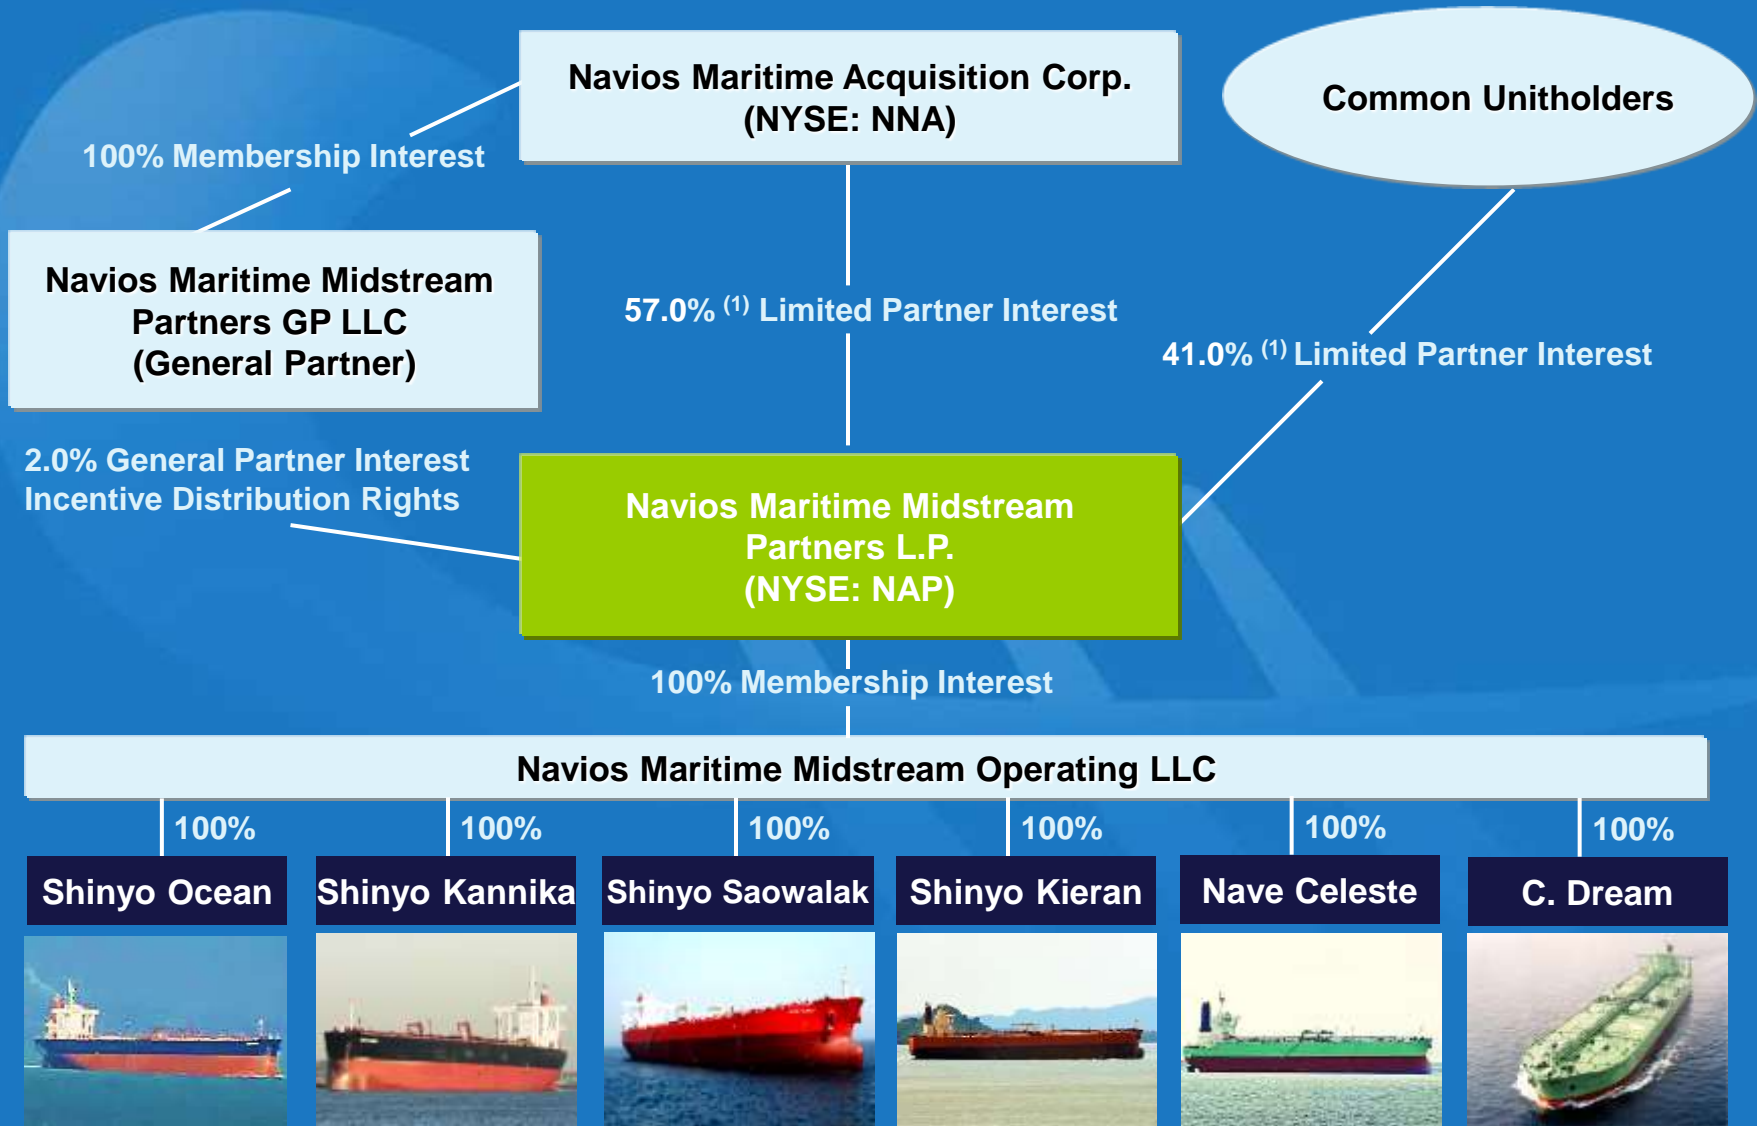 Navios Maritime Acquisition Corp.
(NYSE: NNA)
Common Unitholders
100% Membership Interest
Navios Maritime Midstream
Partners GP LLC
(General Partner)
57.0% (1) Limited Partner Interest
41.0% (1) Limited Partner Interest
2.0% General Partner Interest
Incentive Distribution Rights
Navios Maritime Midstream
Partners L.P.
(NYSE: NAP)
100% Membership Interest
Navios Maritime Midstream Operating LLC
100% 100% 100% 100% 100% 100%
Shinyo Ocean Shinyo Kannika Shinyo Saowalak Shinyo Kieran Nave Celeste C. Dream